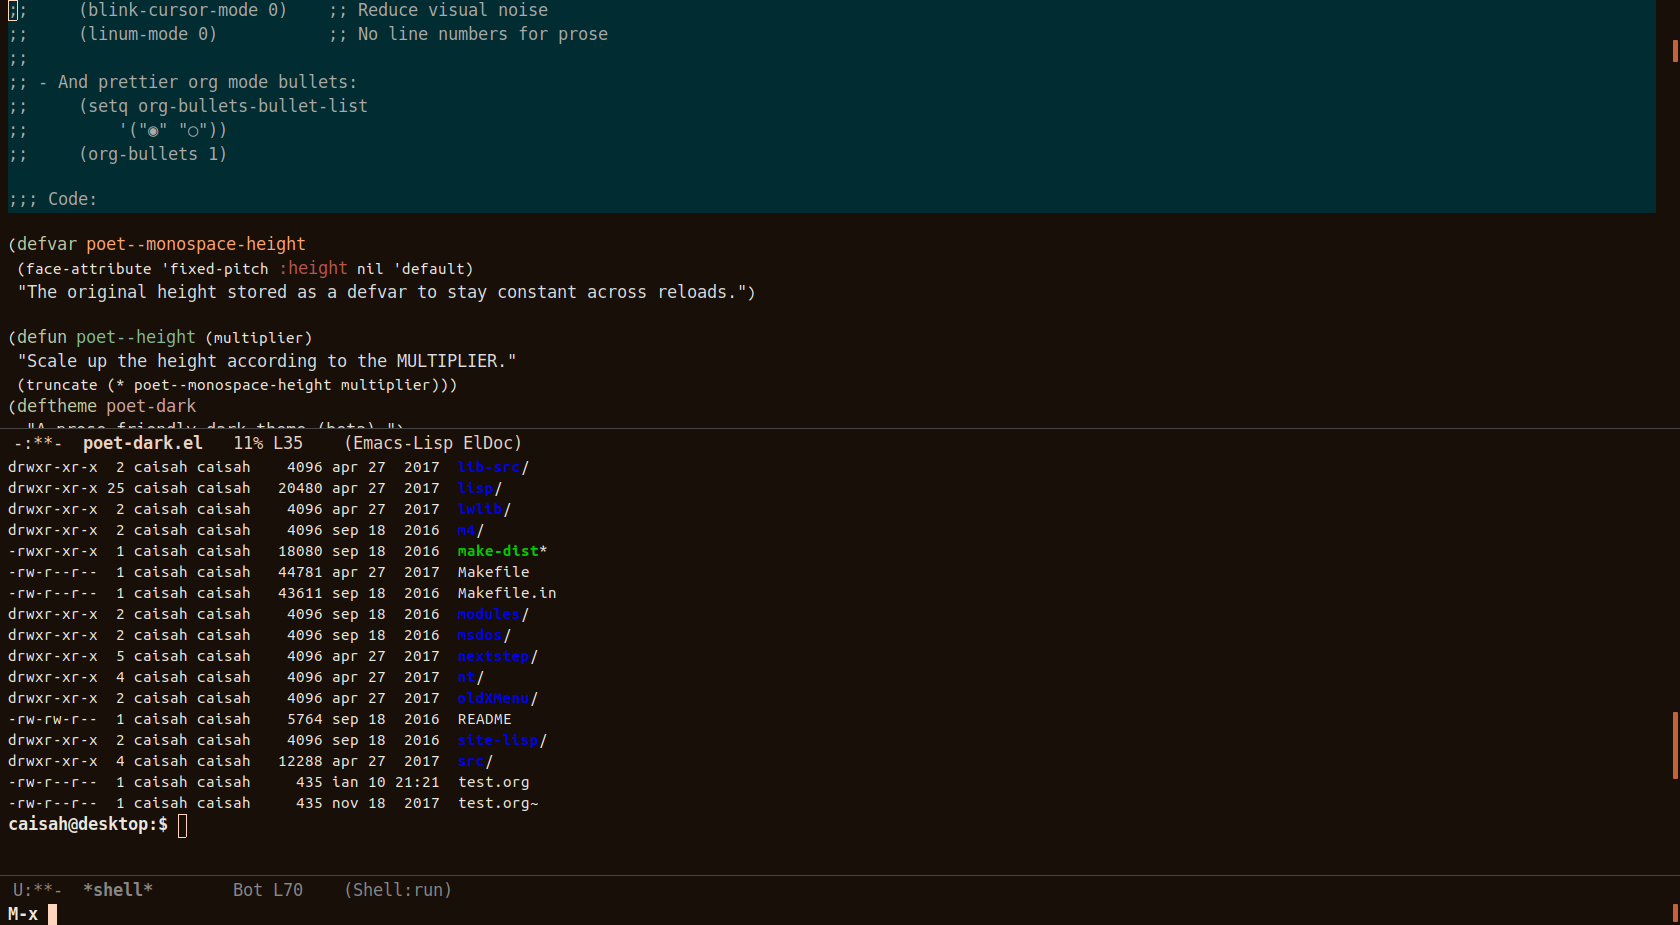 ;;     (blink-cursor-mode 0)    ;; Reduce visual noise
;;     (linum-mode 0)           ;; No line numbers for prose
;;
;; - And prettier org mode bullets:
;;     (setq org-bullets-bullet-list
;;         '("◉" "○"))
;;     (org-bullets 1)
;;; Code:
(defvar poet--monospace-height
 (face-attribute 'fixed-pitch :height nil 'default)
 "The original height stored as a defvar to stay constant across reloads.")
(defun poet--height (multiplier)
 "Scale up the height according to the MULTIPLIER."
 (truncate (* poet--monospace-height multiplier)))
(deftheme poet-dark
  "A prose friendly dark theme (beta).")
-:**-  poet-dark.el   11% L35    (Emacs-Lisp ElDoc)
drwxr-xr-x  2 caisah caisah    4096 apr 27  2017  lib-src/
drwxr-xr-x 25 caisah caisah   20480 apr 27  2017  lisp/
drwxr-xr-x  2 caisah caisah    4096 apr 27  2017  lwlib/
drwxr-xr-x  2 caisah caisah    4096 sep 18  2016  m4/
-rwxr-xr-x  1 caisah caisah   18080 sep 18  2016  make-dist*
-rw-r--r--  1 caisah caisah   44781 apr 27  2017  Makefile
-rw-r--r--  1 caisah caisah   43611 sep 18  2016  Makefile.in
drwxr-xr-x  2 caisah caisah    4096 sep 18  2016  modules/
drwxr-xr-x  2 caisah caisah    4096 sep 18  2016  msdos/
drwxr-xr-x  5 caisah caisah    4096 apr 27  2017  nextstep/
drwxr-xr-x  4 caisah caisah    4096 apr 27  2017  nt/
drwxr-xr-x  2 caisah caisah    4096 apr 27  2017  oldXMenu/
-rw-rw-r--  1 caisah caisah    5764 sep 18  2016  README
drwxr-xr-x  2 caisah caisah    4096 sep 18  2016  site-lisp/
drwxr-xr-x  4 caisah caisah   12288 apr 27  2017  src/
-rw-r--r--  1 caisah caisah     435 ian 10 21:21  test.org
-rw-r--r--  1 caisah caisah     435 nov 18  2017  test.org~
caisah@desktop:$
U:**-  *shell*        Bot L70    (Shell:run)
M-x